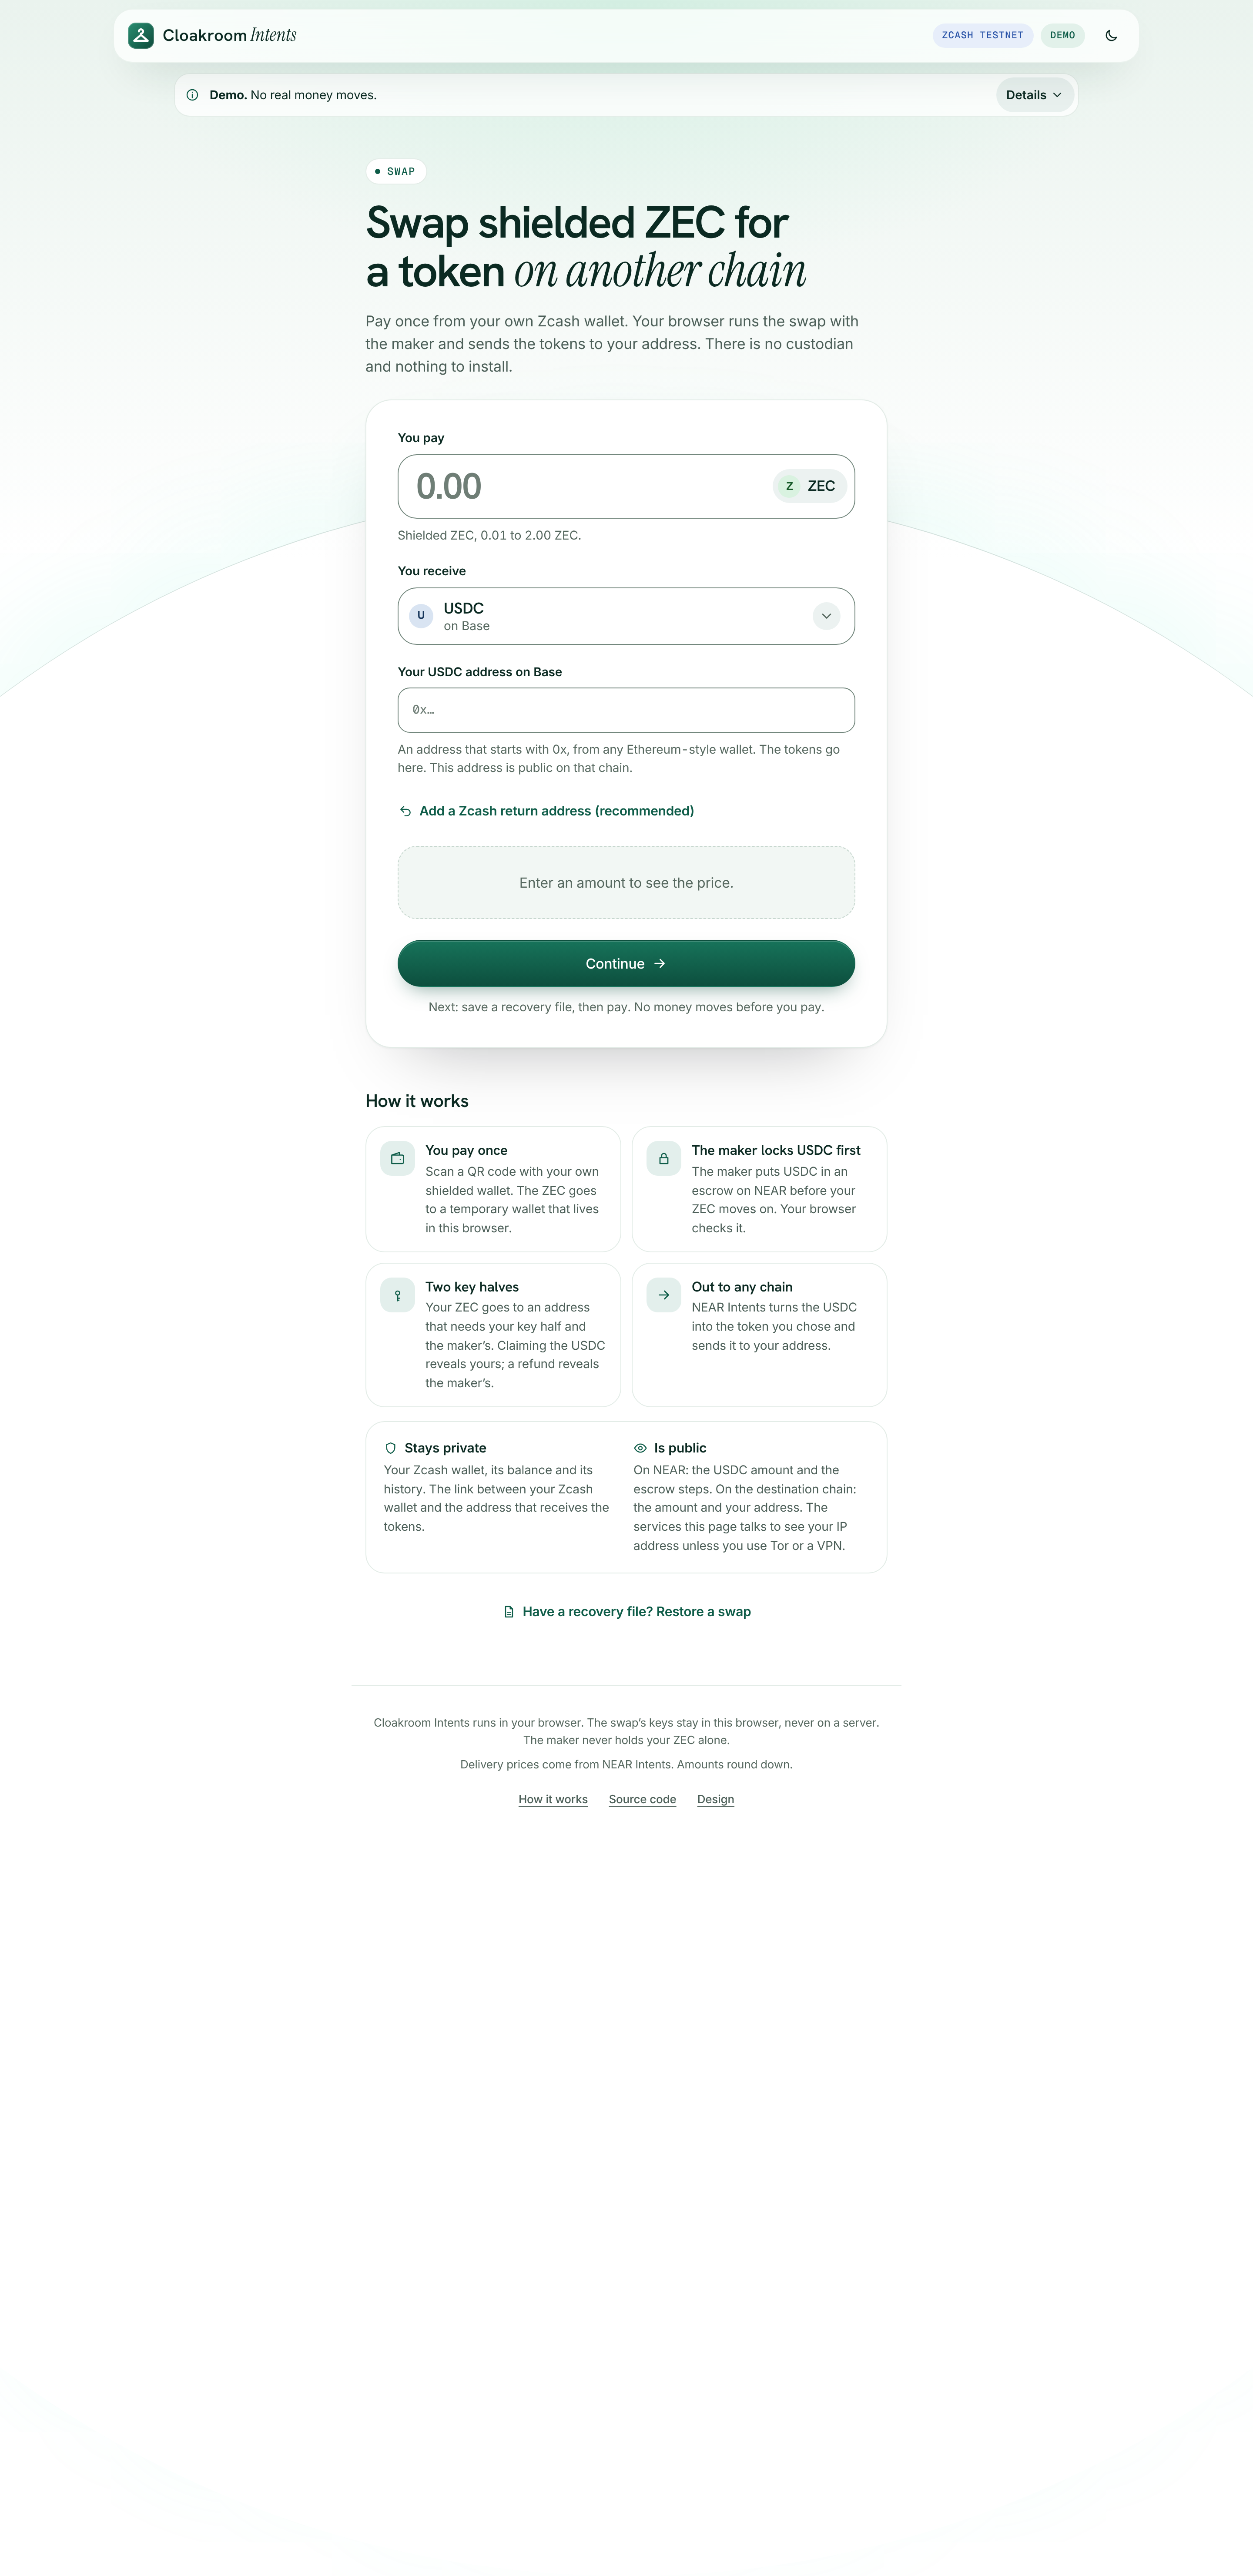 Cloakroom Intents
ZCASH TESTNET
DEMO
Demo. No real money moves.
Details
SWAP
Swap shielded ZEC for
a token on another chain
Pay once from your own Zcash wallet. Your browser runs the swap with
the maker and sends the tokens to your address. There is no custodian
and nothing to install.
You pay
0.00
Z ZEC
Shielded ZEC, 0.01 to 2.00 ZEC.
You receive
U USDC
on Base
Your USDC address on Base
0x…
An address that starts with 0x, from any Ethereum-style wallet. The tokens go
here. This address is public on that chain.
Add a Zcash return address (recommended)
Enter an amount to see the price.
Continue →
Next: save a recovery file, then pay. No money moves before you pay.
How it works
You pay once
Scan a QR code with your own
shielded wallet. The ZEC goes
to a temporary wallet that lives
in this browser.
The maker locks USDC first
The maker puts USDC in an
escrow on NEAR before your
ZEC moves on. Your browser
checks it.
Two key halves
Your ZEC goes to an address
that needs your key half and
the maker’s. Claiming the USDC
reveals yours; a refund reveals
the maker’s.
Out to any chain
NEAR Intents turns the USDC
into the token you chose and
sends it to your address.
Stays private
Your Zcash wallet, its balance and its
history. The link between your Zcash
wallet and the address that receives the
tokens.
Is public
On NEAR: the USDC amount and the
escrow steps. On the destination chain:
the amount and your address. The
services this page talks to see your IP
address unless you use Tor or a VPN.
Have a recovery file? Restore a swap
Cloakroom Intents runs in your browser. The swap’s keys stay in this browser, never on a server.
The maker never holds your ZEC alone.
Delivery prices come from NEAR Intents. Amounts round down.
How it works
Source code
Design